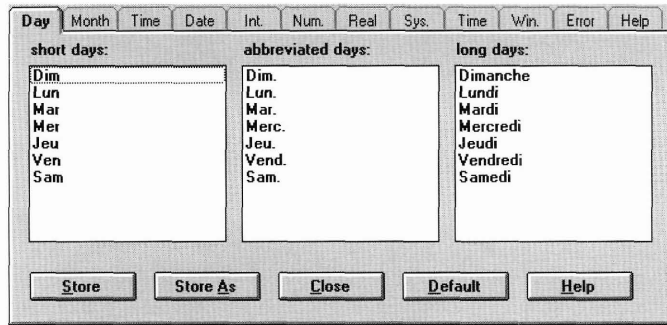 Day Month Time Date Int. Num. Real Sys. Time Win. Error Help
short days: abbreviated days: long days:
Dim Dim. Dimanche
Lun Lun. Lundi
Mar Mar. Mardi
Mer Merc. Mercredi
Jeu Jeu. Jeudi
Ven Vend. Vendredi
Sam Sam. Samedi
Store Store As Close Default Help